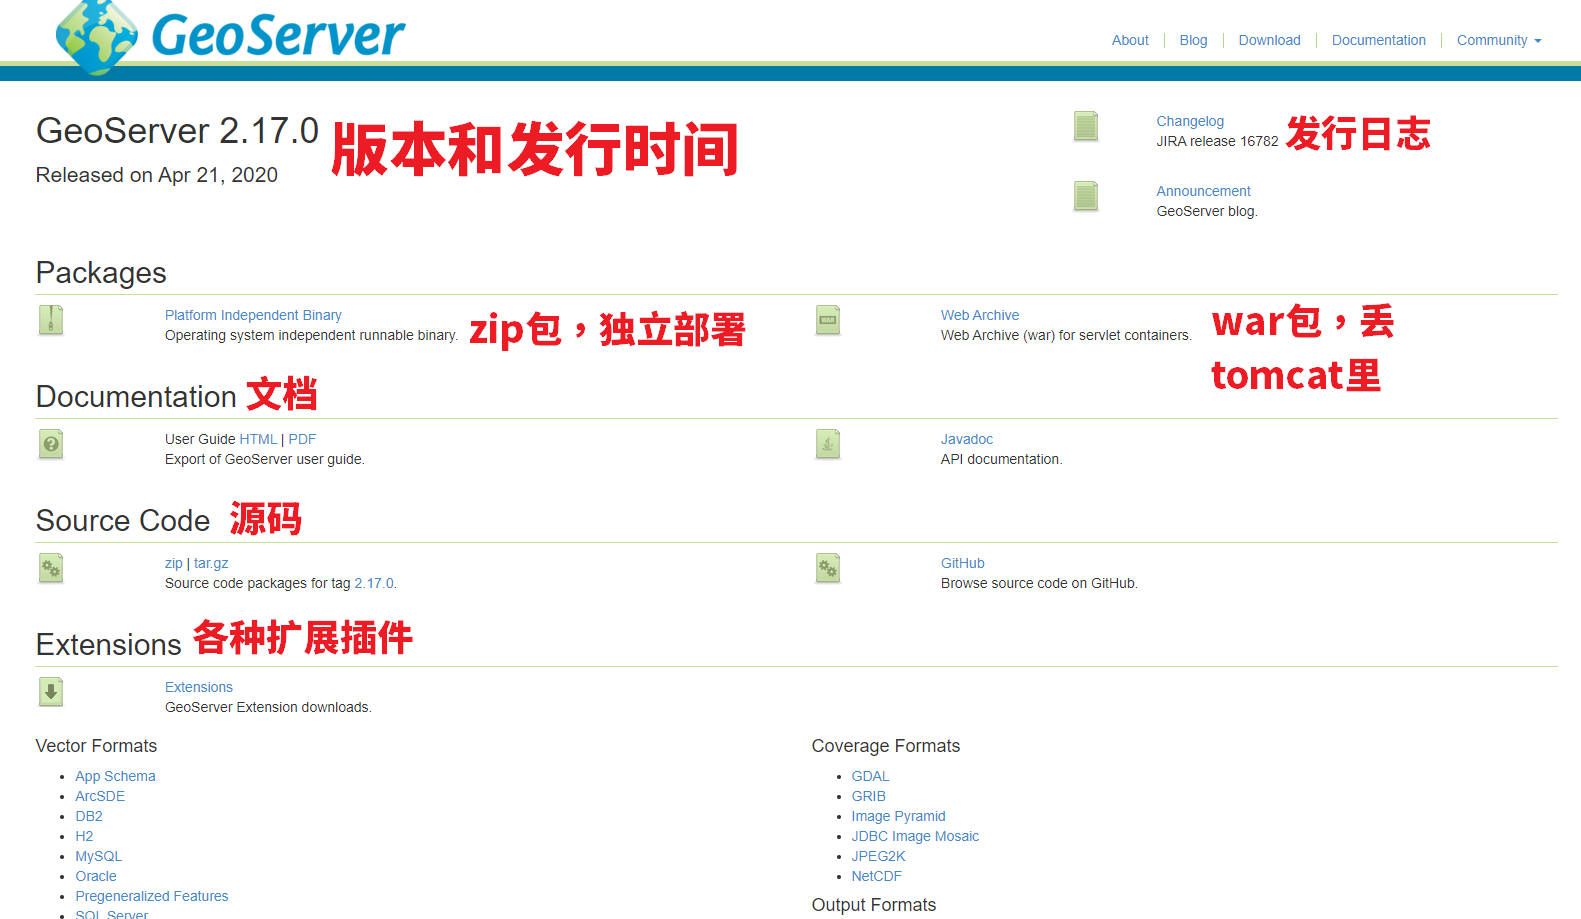 GeoServer
About
Blog
Download
Documentation
Community
GeoServer 2.17.0 版本和发行时间
Released on Apr 21, 2020
Changelog
JIRA release 16782 发行日志
Announcement
GeoServer blog.
Packages
Platform Independent Binary
Operating system independent runnable binary. zip包，独立部署
WAR
Web Archive
Web Archive (war) for servlet containers. war包，丢
tomcat里
Documentation 文档
User Guide HTML | PDF
Export of GeoServer user guide.
Javadoc
API documentation.
Source Code 源码
zip | tar.gz
Source code packages for tag 2.17.0.
GitHub
Browse source code on GitHub.
Extensions 各种扩展插件
Extensions
GeoServer Extension downloads.
Vector Formats
App Schema
ArcSDE
DB2
H2
MySQL
Oracle
Pregeneralized Features
SQL Server
Coverage Formats
GDAL
GRIB
Image Pyramid
JDBC Image Mosaic
JPEG2K
NetCDF
Output Formats